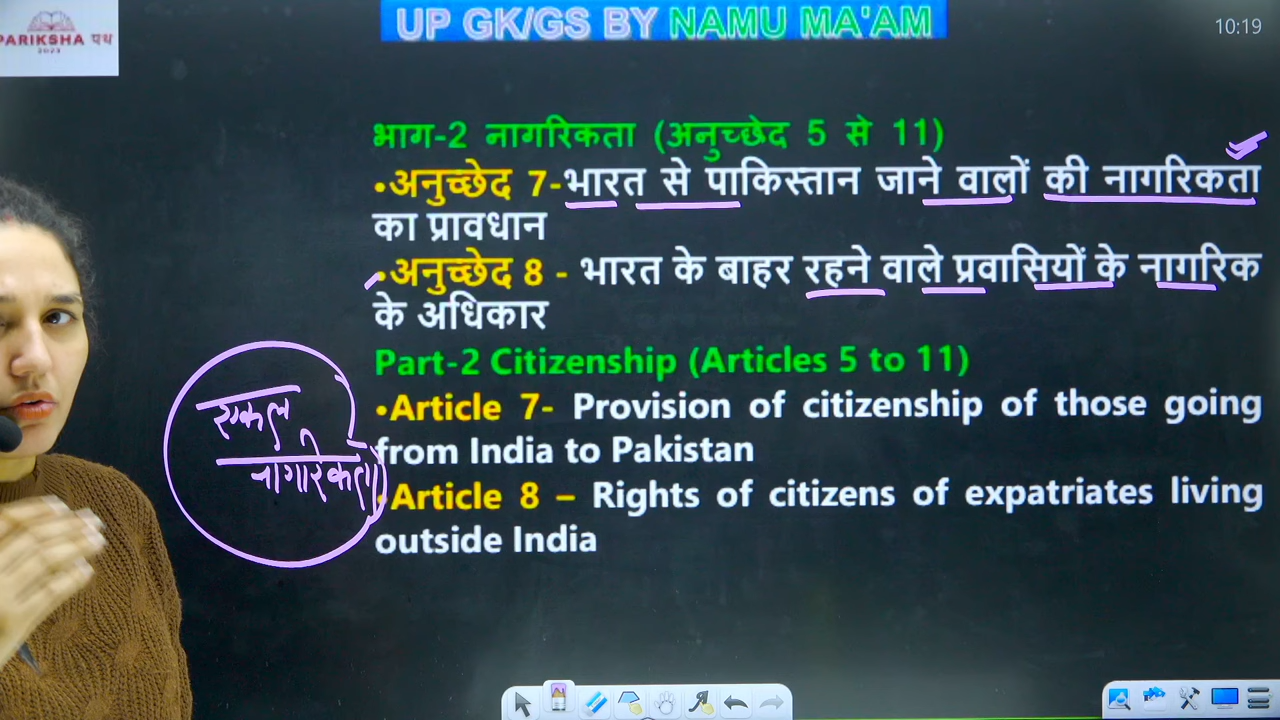 PARIKSHA पथ
2023
UP GK/GS BY NAMU MA'AM
10:19
भाग-2 नागरिकता (अनुच्छेद 5 से 11)
•अनुच्छेद 7-भारत से पाकिस्तान जाने वालों की नागरिकता
का प्रावधान
•अनुच्छेद 8 - भारत के बाहर रहने वाले प्रवासियों के नागरिक
के अधिकार
Part-2 Citizenship (Articles 5 to 11)
•Article 7- Provision of citizenship of those going
from India to Pakistan
•Article 8 – Rights of citizens of expatriates living
outside India
एकल
नागरिकता